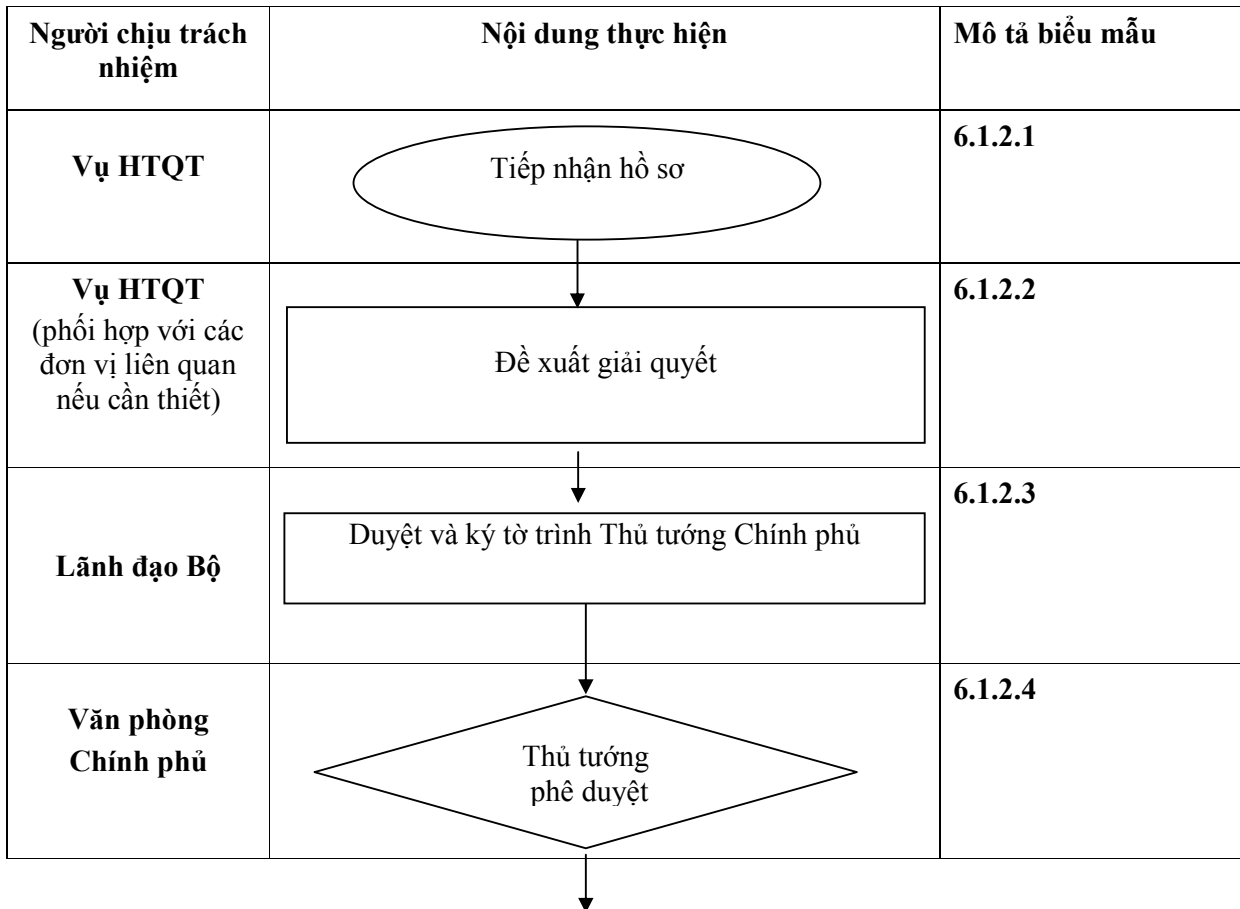 Người chịu trách
nhiệm
Nội dung thực hiện
Mô tả biểu mẫu
Vụ HTQT
Tiếp nhận hồ sơ
6.1.2.1
Vụ HTQT
(phối hợp với các
đơn vị liên quan
nếu cần thiết)
Đề xuất giải quyết
6.1.2.2
Lãnh đạo Bộ
Duyệt và ký tờ trình Thủ tướng Chính phủ
6.1.2.3
Văn phòng
Chính phủ
Thủ tướng
phê duyệt
6.1.2.4